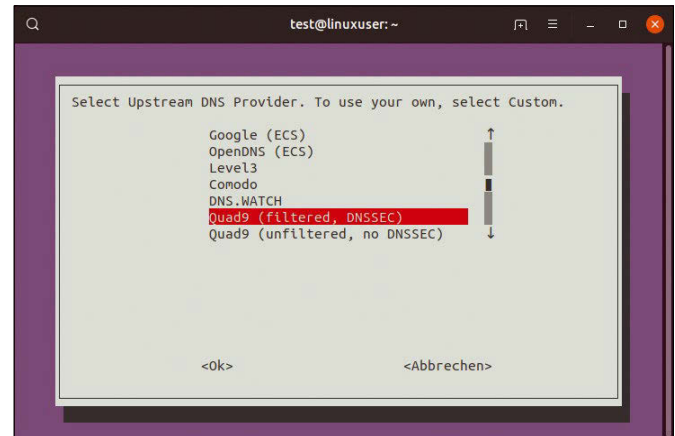 test@linuxuser: ~
Select Upstream DNS Provider. To use your own, select Custom.
Google (ECS)
OpenDNS (ECS)
Level3
Comodo
DNS.WATCH
Quad9 (filtered, DNSSEC)
Quad9 (unfiltered, no DNSSEC)
<Ok> <Abbrechen>